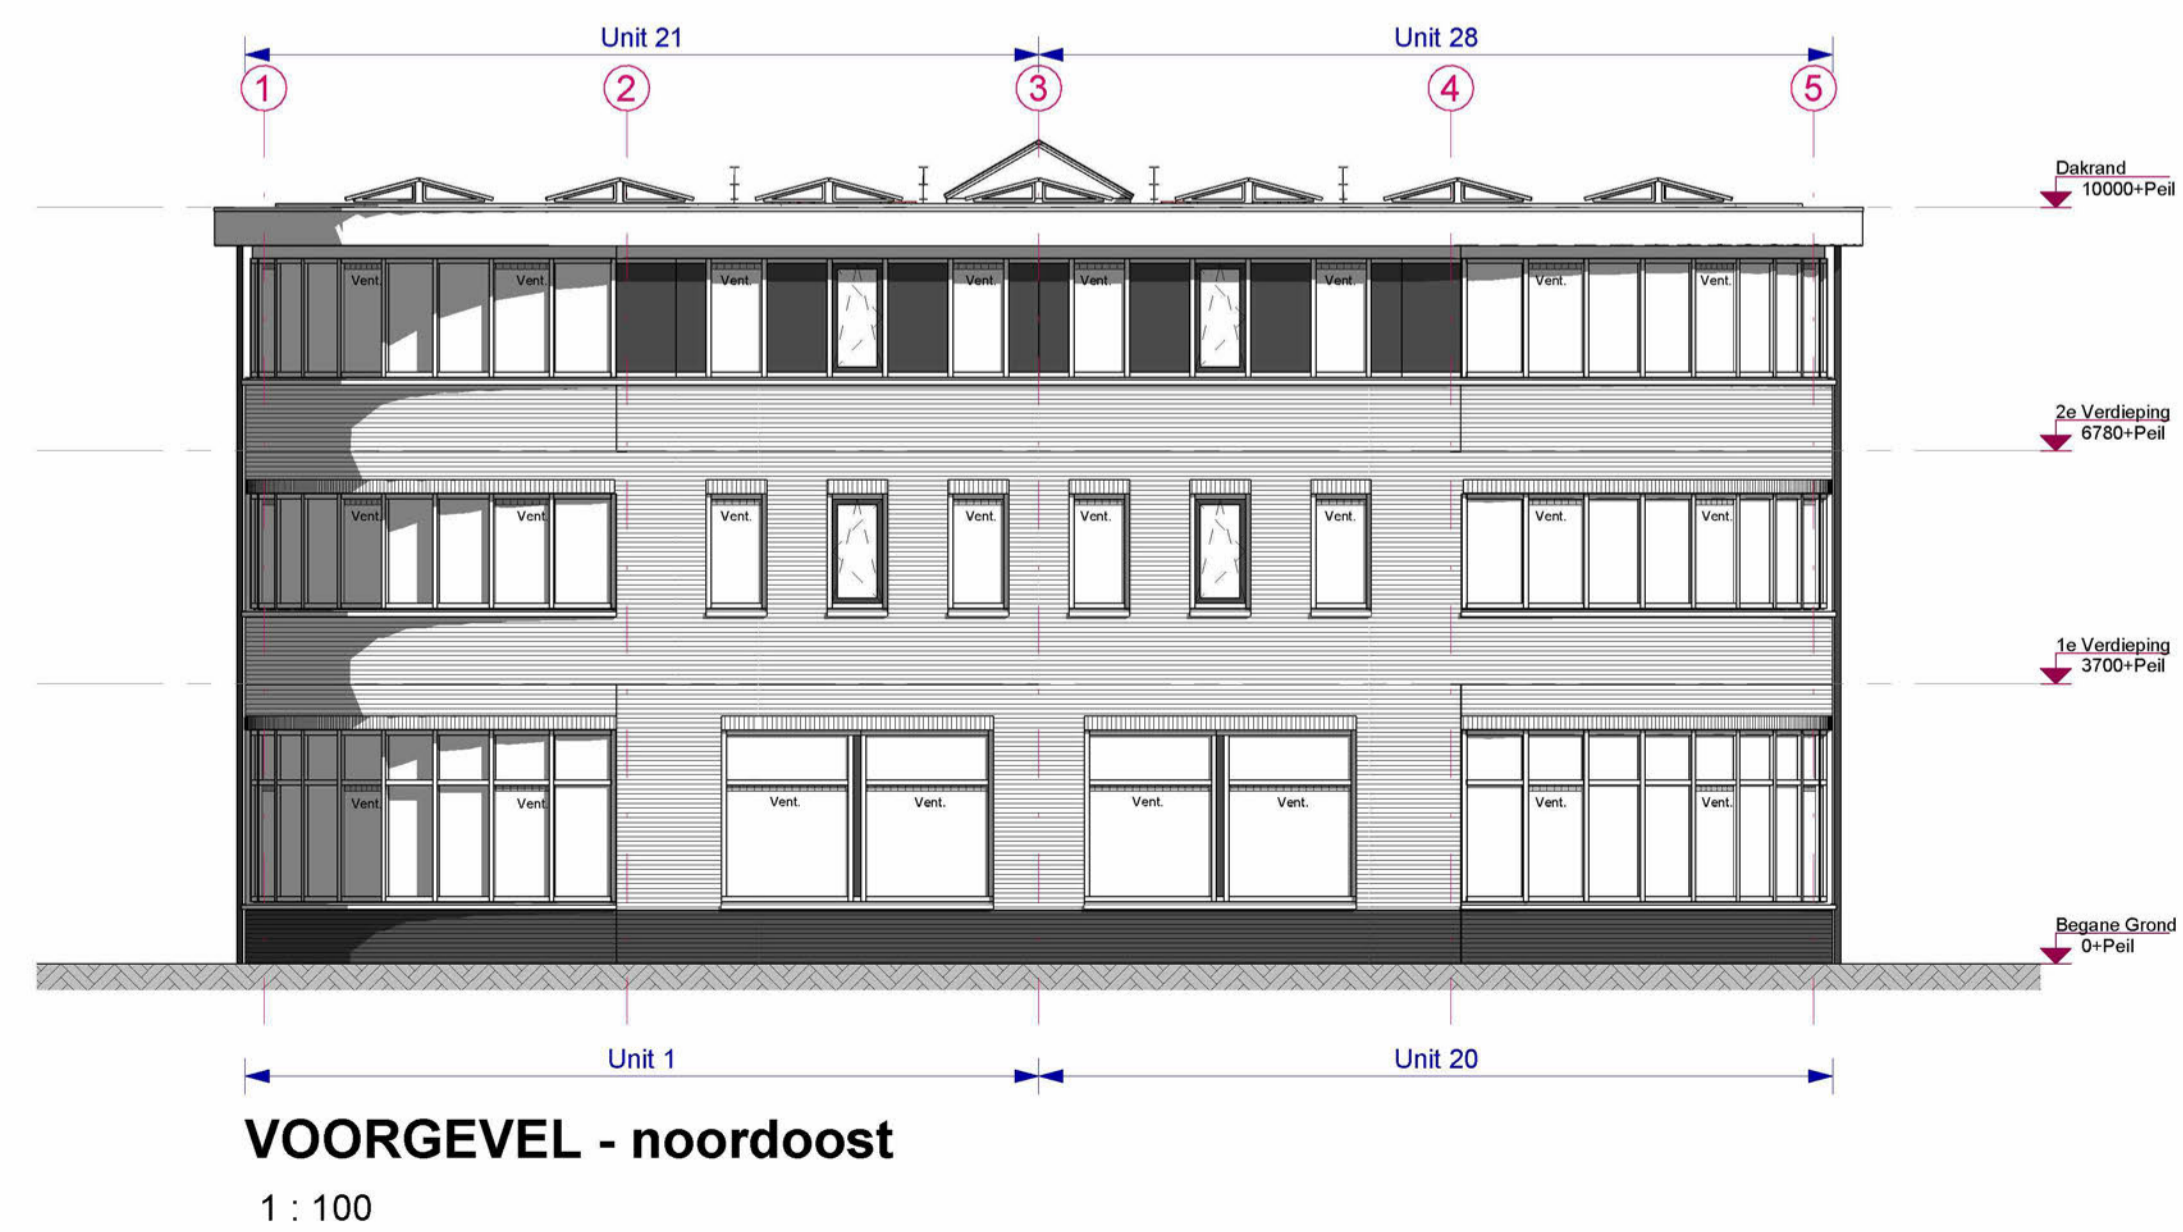 Unit 21 Unit 28
1 2 3 4 5
Dakrand
10000+Peil
Vent. Vent. Vent. Vent. Vent. Vent. Vent. Vent.
2e Verdieping
6780+Peil
Vent. Vent. Vent. Vent. Vent. Vent. Vent. Vent.
1e Verdieping
3700+Peil
Vent. Vent. Vent. Vent. Vent. Vent. Vent. Vent.
Begane Grond
0+Peil
Unit 1 Unit 20
VOORGEVEL - noordoost
1 : 100